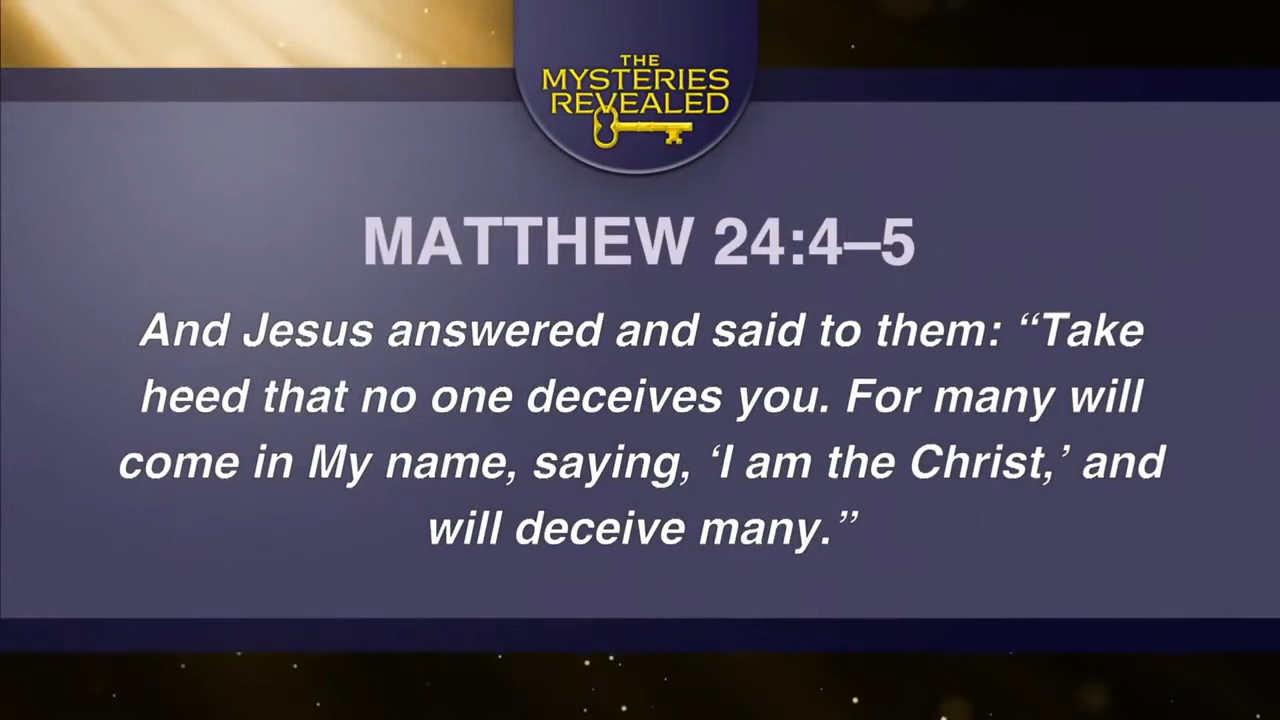 THE
MYSTERIES
REVEALED
MATTHEW 24:4–5
And Jesus answered and said to them: “Take
heed that no one deceives you. For many will
come in My name, saying, ‘I am the Christ,’ and
will deceive many.”